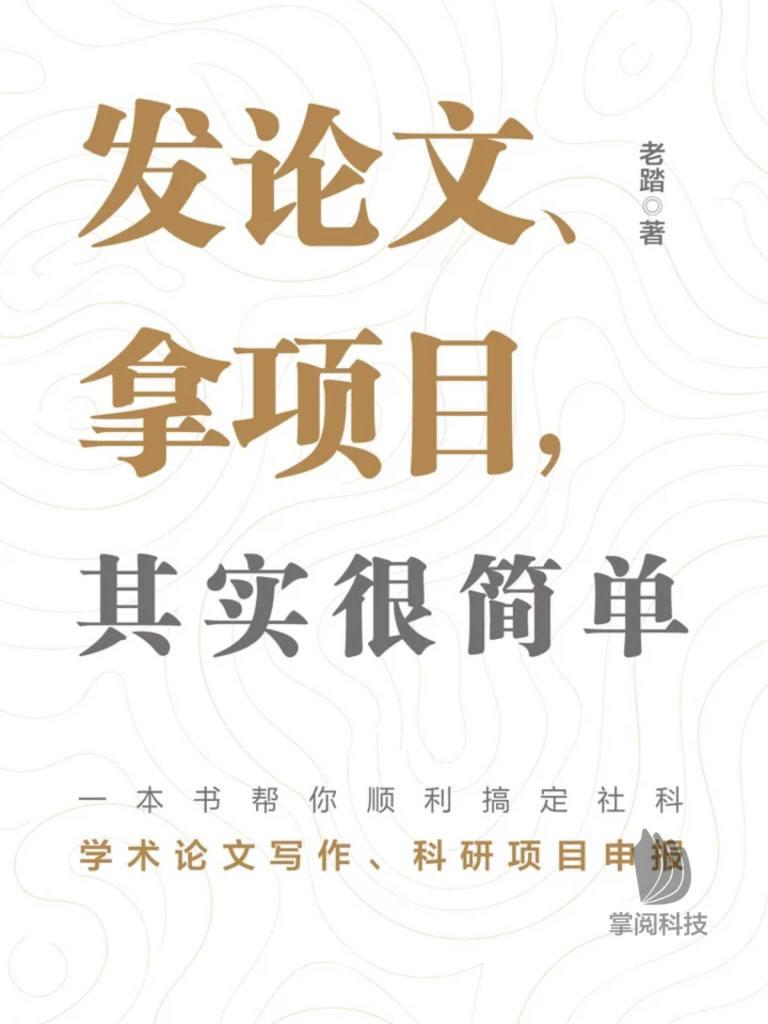 发论文、
老踏◎著
拿项目，
其实很简单
一本书帮你顺利搞定社科
学术论文写作、科研项目申报
掌阅科技